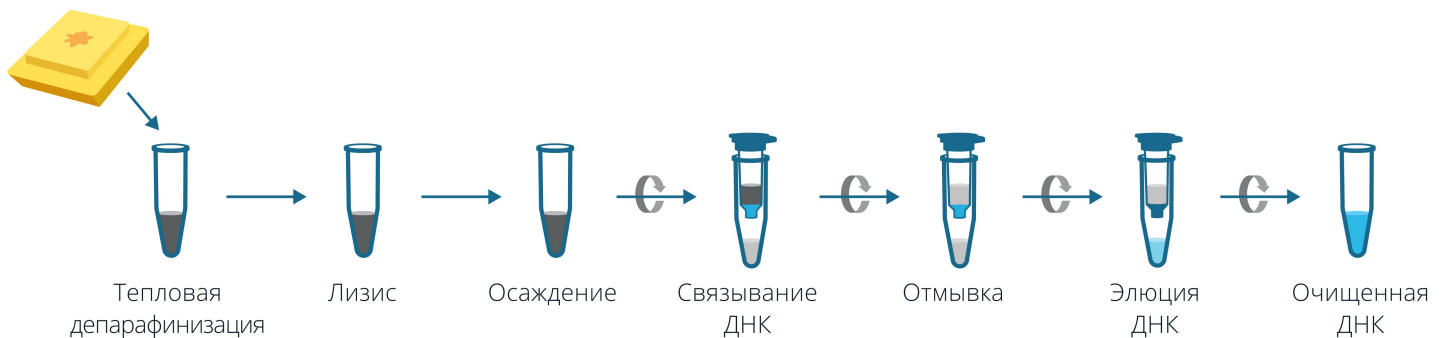 Тепловая
депарафинизация
Лизис
Осаждение
Связывание
ДНК
Отмывка
Элюция
ДНК
Очищенная
ДНК